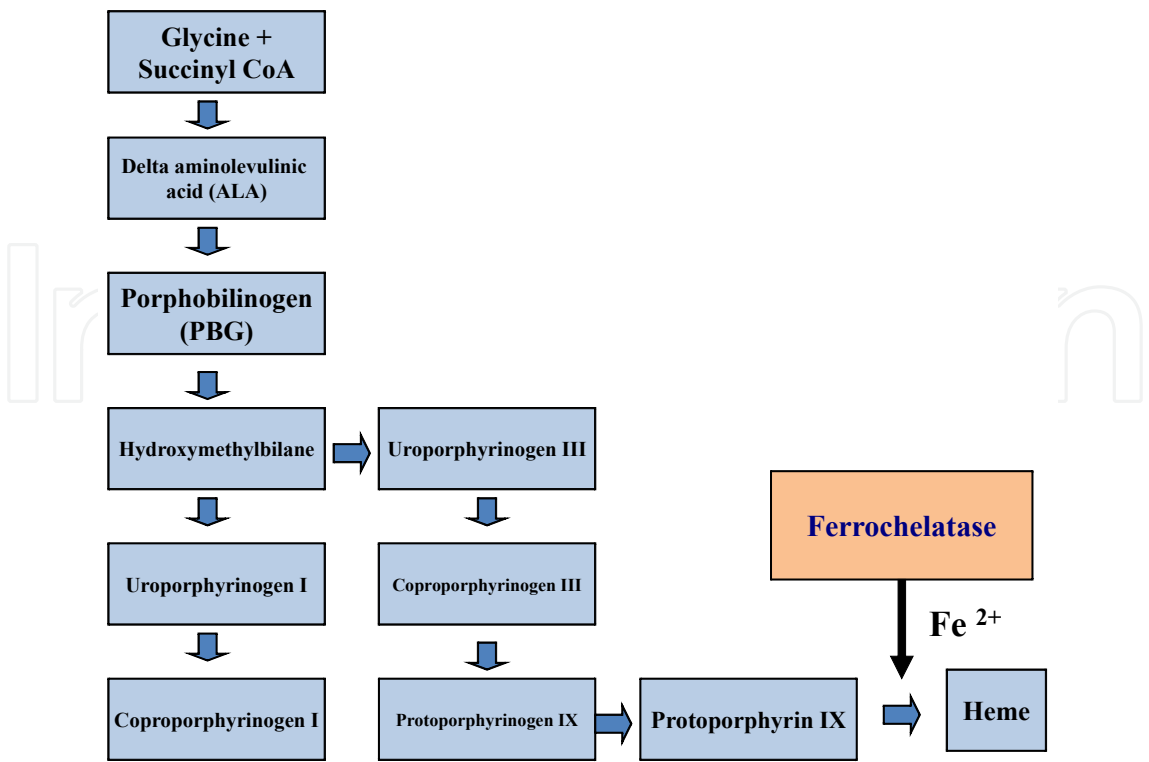 Glycine +
Succinyl CoA
Delta aminolevulinic
acid (ALA)
Porphobilinogen
(PBG)
Hydroxymethylbilane
Uroporphyrinogen III
Ferrochelatase
Uroporphyrinogen I
Coproporphyrinogen III
Fe 2+
Coproporphyrinogen I
Protoporphyrinogen IX
Protoporphyrin IX
Heme